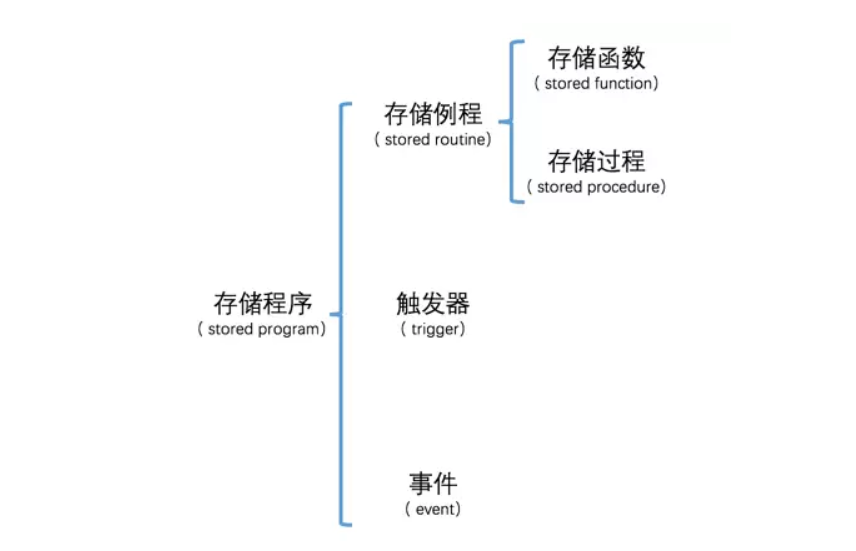 存储函数
( stored function)
存储例程
( stored routine)
存储过程
( stored procedure)
存储程序
( stored program)
触发器
( trigger)
事件
( event)